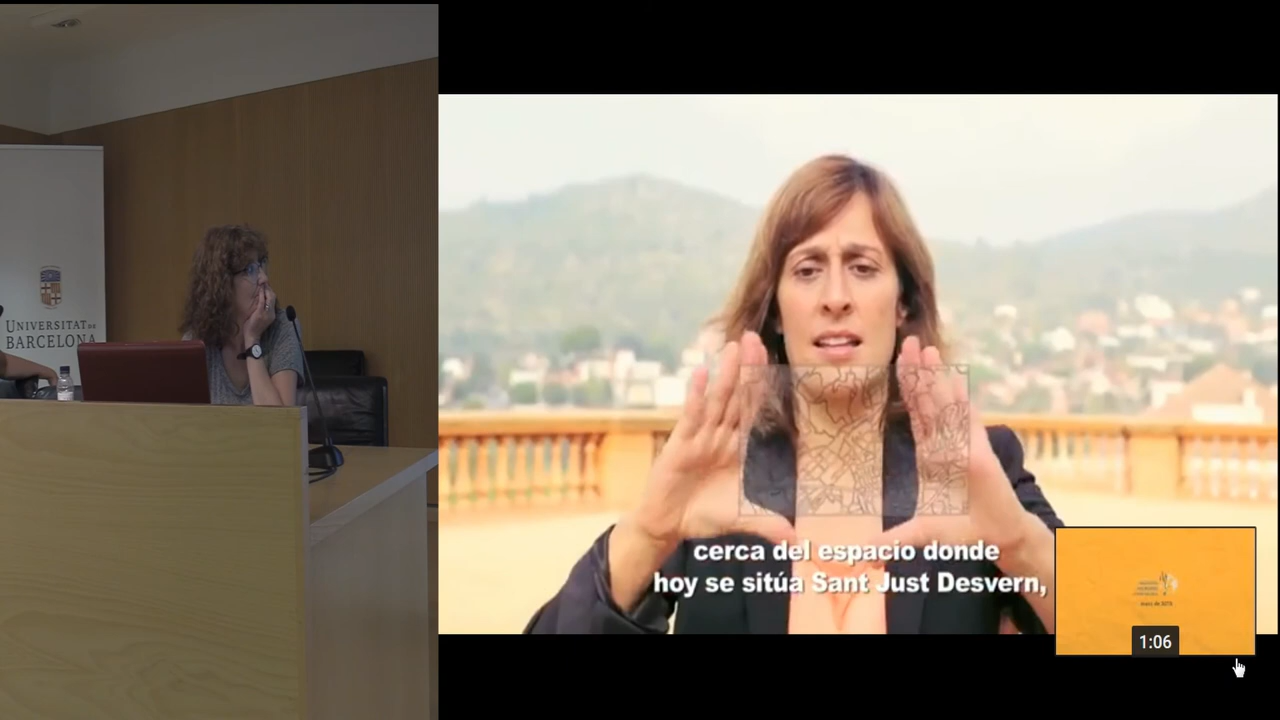 UNIVERSITAT DE
BARCELONA
cerca del espacio donde
hoy se sitúa Sant Just Desvern,
1:06